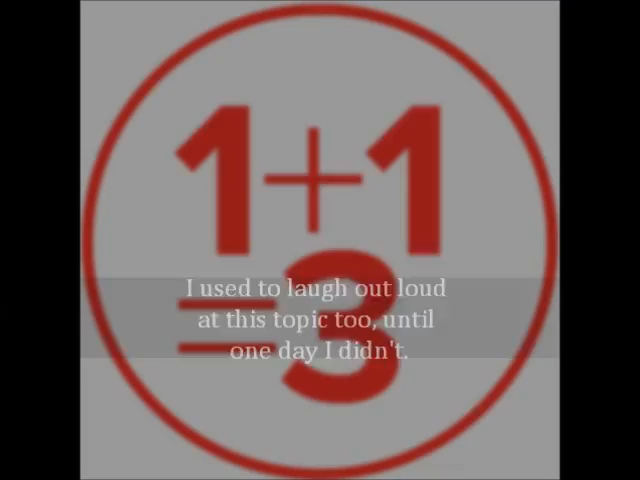 1+1
=3
I used to laugh out loud
at this topic too, until
one day I didn't.